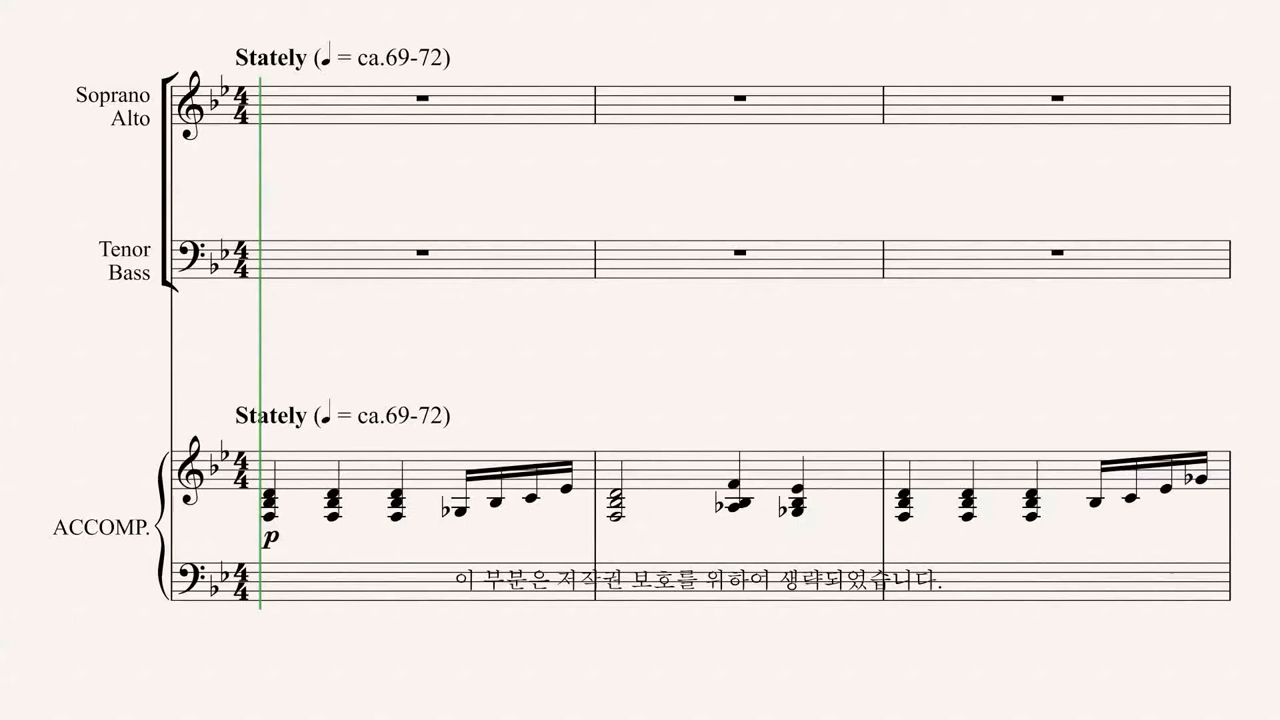 Stately (♩ = ca.69-72)
Soprano
Alto
Tenor
Bass
Stately (♩ = ca.69-72)
ACCOMP.
p
이 부분은 저작권 보호를 위하여 생략되었습니다.